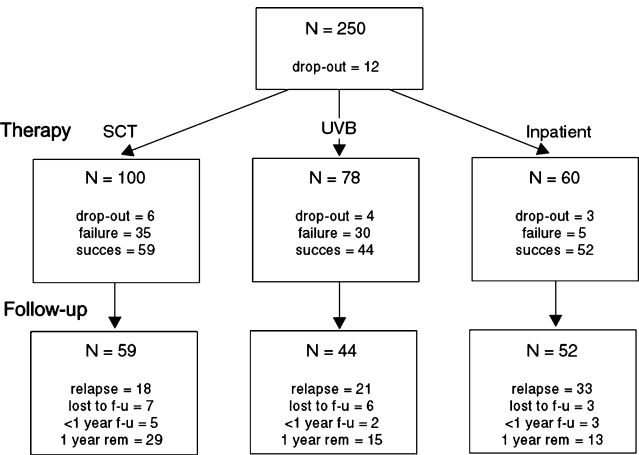 N = 250
drop-out = 12
Therapy
SCT
UVB
Inpatient
N = 100
drop-out = 6
failure = 35
succes = 59
N = 78
drop-out = 4
failure = 30
succes = 44
N = 60
drop-out = 3
failure = 5
succes = 52
Follow-up
N = 59
relapse = 18
lost to f-u = 7
<1 year f-u = 5
1 year rem = 29
N = 44
relapse = 21
lost to f-u = 6
<1 year f-u = 2
1 year rem = 15
N = 52
relapse = 33
lost to f-u = 3
<1 year f-u = 3
1 year rem = 13